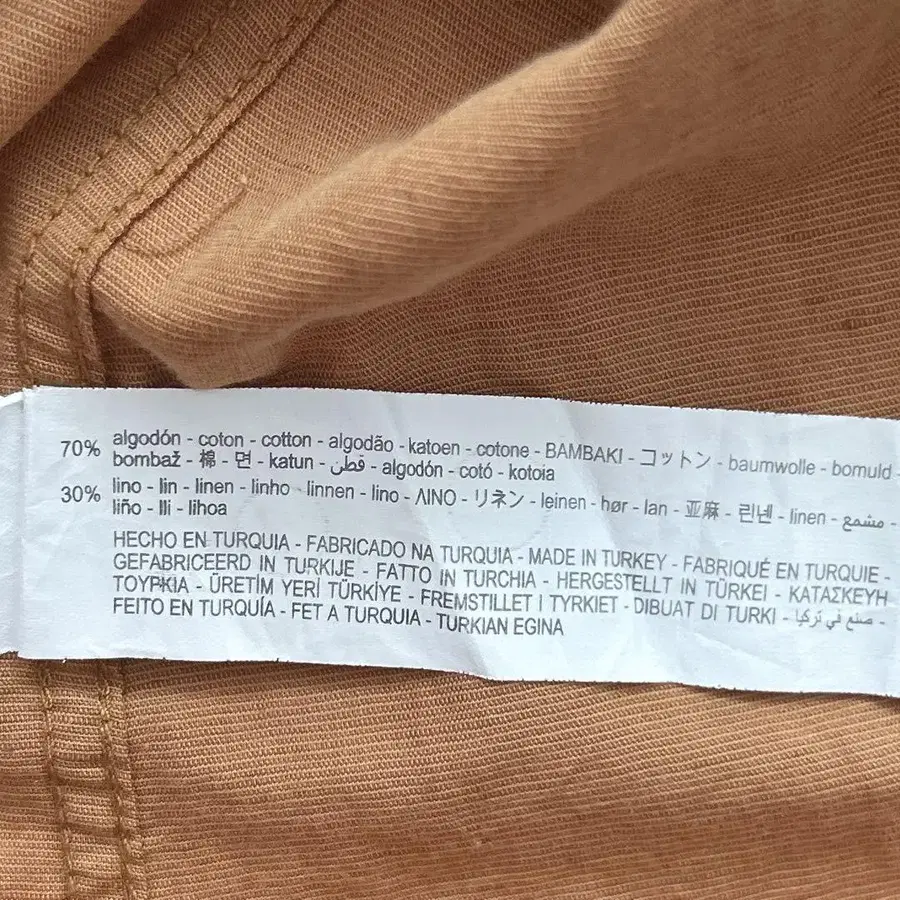 70% algodón - coton - cotton - algodão - katoen - cotone - BAMBAKI - コットン - baumwolle - bomuld -
bombaž - 棉 - 면 - katun - قطن - algodón - cotó - kotoia
30% lino - lin - linen - linho - linnen - lino - ΛΙΝΟ - リネン - leinen - hør - lan - 亚麻 - 린넨 - linen - مشمع -
liño - lli - lihoa
HECHO EN TURQUIA - FABRICADO NA TURQUIA - MADE IN TURKEY - FABRIQUÉ EN TURQUIE -
GEFABRICEERD IN TURKIJE - FATTO IN TURCHIA - HERGESTELLT IN TÜRKEI - ΚΑΤΑΣΚΕΥΗ
ΤΟΥΡΚΙΑ - ÜRETİM YERİ TÜRKİYE - FREMSTILLET I TYRKIET - DIBUAT DI TURKI - صنع في تركيا -
FEITO EN TURQUÍA - FET A TURQUIA - TURKIAN EGINA